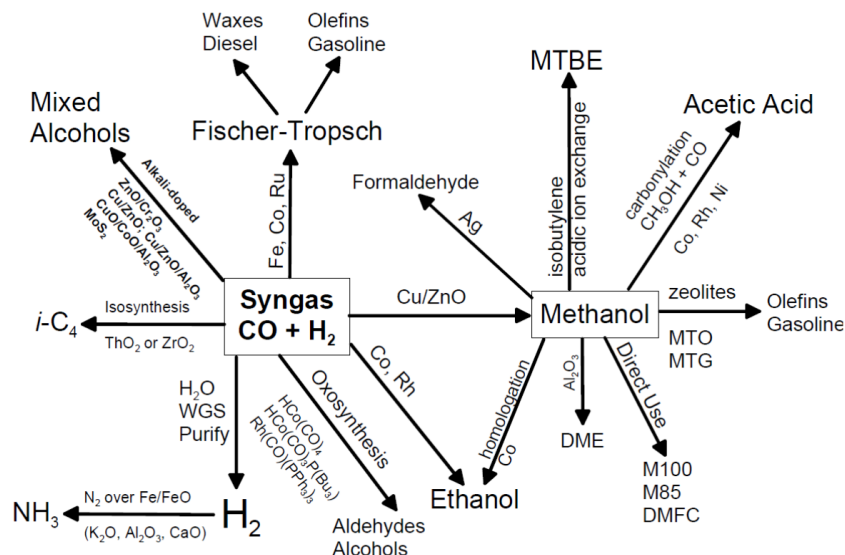 Waxes
Diesel
Olefins
Gasoline
MTBE
Mixed
Alcohols
Fischer-Tropsch
Acetic Acid
Alkali-doped
ZnO/Cr₂O₃
Cu/ZnO; Cu/ZnO/Al₂O₃
CuO/CoO/Al₂O₃
MoS₂
Fe, Co, Ru
Formaldehyde
Ag
isobutylene
acidic ion exchange
carbonylation
CH₃OH + CO
Co, Rh, Ni
Syngas
CO + H₂
Cu/ZnO
Methanol
zeolites
MTO
MTG
Olefins
Gasoline
i-C₄
Isosynthesis
ThO₂ or ZrO₂
H₂O
WGS
Purify
Oxosynthesis
HCo(CO)₄
HCo(CO)₃P(Bu₃)
Rh(CO)(PPh₃)₃
Co, Rh
homologation
Co
Al₂O₃
Direct Use
DME
M100
M85
DMFC
Ethanol
NH₃
N₂ over Fe/FeO
(K₂O, Al₂O₃, CaO)
H₂
Aldehydes
Alcohols